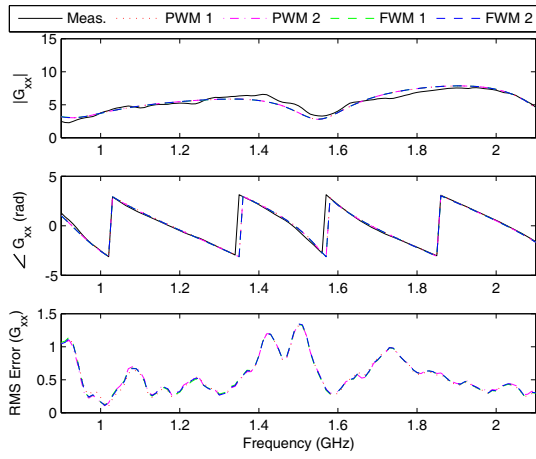 Meas. PWM 1 PWM 2 FWM 1 FWM 2
15
10
5
0
|Gxx|
1 1.2 1.4 1.6 1.8 2
5
0
-5
∠ Gxx (rad)
1 1.2 1.4 1.6 1.8 2
1.5
1
0.5
0
RMS Error (Gxx)
1 1.2 1.4 1.6 1.8 2
Frequency (GHz)